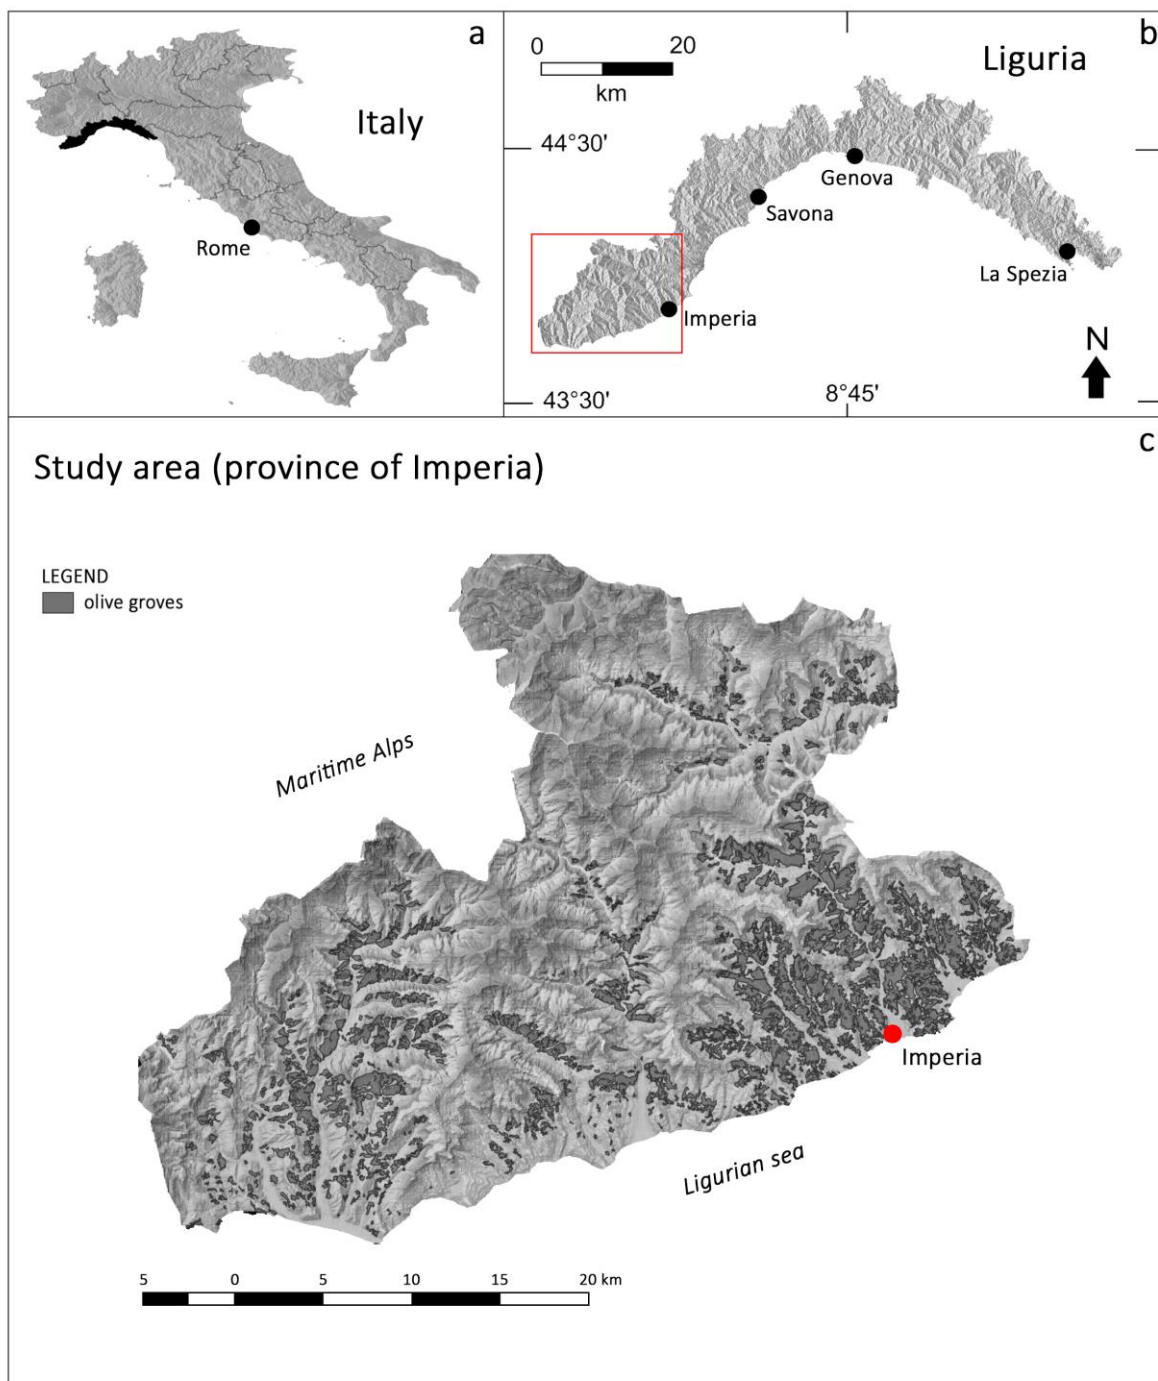 a
Italy
Rome
b
0 20
km
Liguria
44°30'
Genova
Savona
La Spezia
Imperia
N
43°30'
8°45'
c
Study area (province of Imperia)
LEGEND
olive groves
Maritime Alps
Imperia
Ligurian sea
5 0 5 10 15 20 km